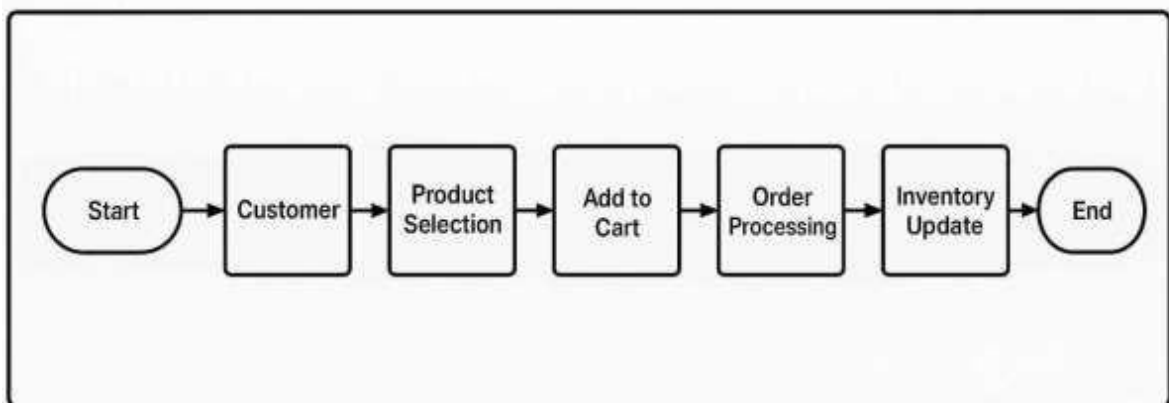 Start
Customer
Product
Selection
Add to
Cart
Order
Processing
Inventory
Update
End